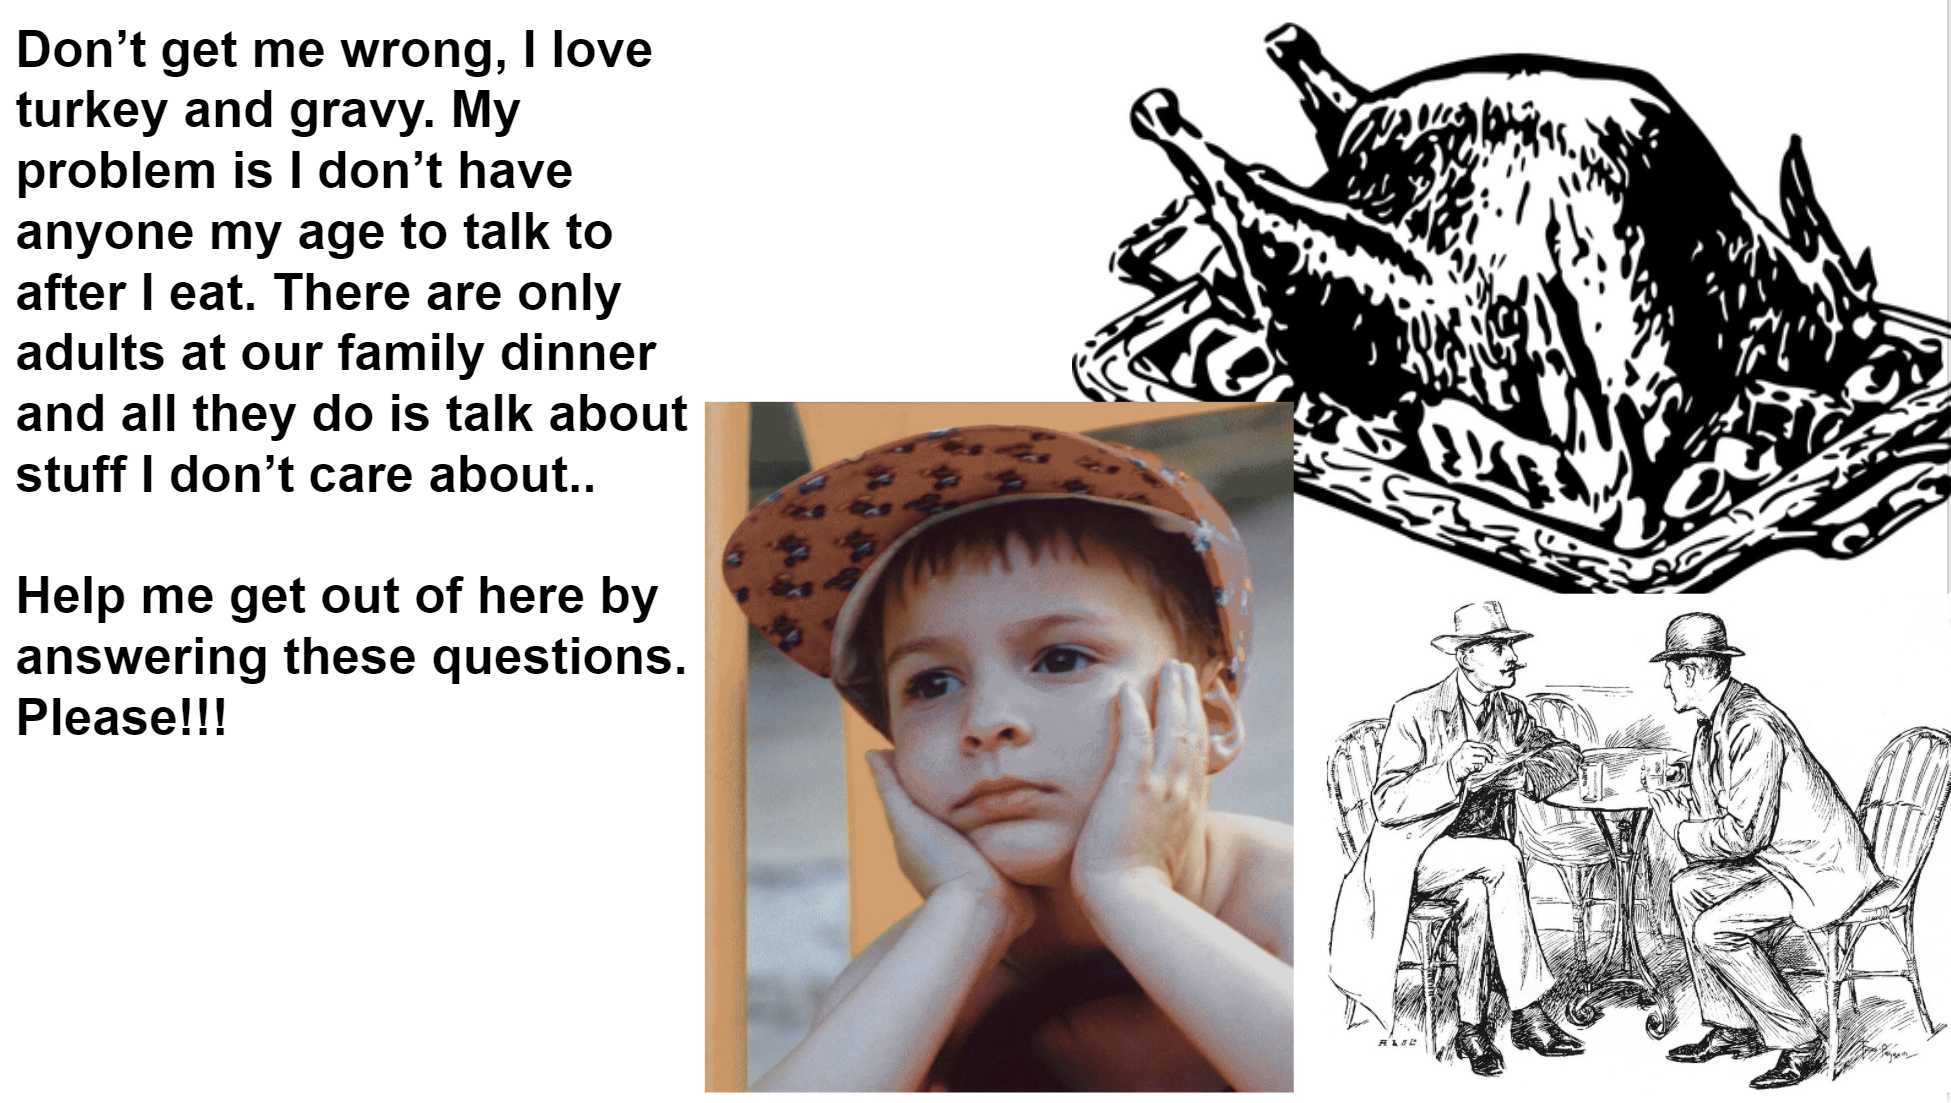 Don’t get me wrong, I love
turkey and gravy. My
problem is I don’t have
anyone my age to talk to
after I eat. There are only
adults at our family dinner
and all they do is talk about
stuff I don’t care about..
Help me get out of here by
answering these questions.
Please!!!